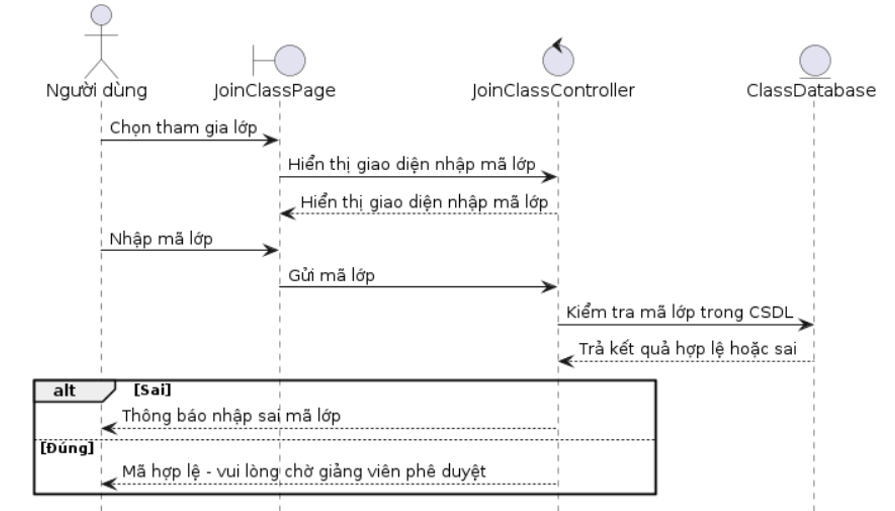 Người dùng
JoinClassPage
JoinClassController
ClassDatabase
Chọn tham gia lớp
Hiển thị giao diện nhập mã lớp
Hiển thị giao diện nhập mã lớp
Nhập mã lớp
Gửi mã lớp
Kiểm tra mã lớp trong CSDL
Trả kết quả hợp lệ hoặc sai
alt [Sai]
Thông báo nhập sai mã lớp
[Đúng]
Mã hợp lệ - vui lòng chờ giảng viên phê duyệt